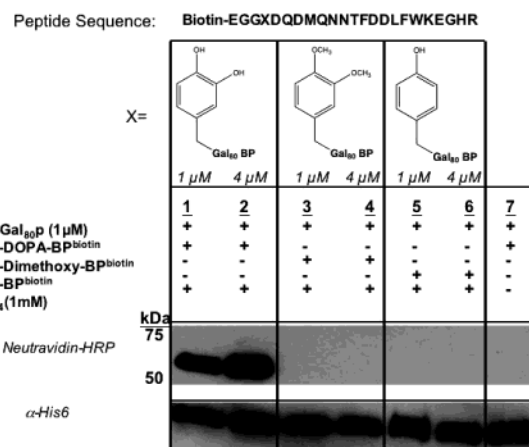 Peptide Sequence: Biotin-EGGXDQDMQNNTFDDLFWKEGHR
X=
OH OH OCH₃ OCH₃ OH
Gal₈₀ BP Gal₈₀ BP Gal₈₀ BP
1 µM 4 µM 1 µM 4 µM 1 µM 4 µM
1 2 3 4 5 6 7
Gal₈₀p (1µM) + + + + + + +
-DOPA-BPᵇⁱᵒᵗⁱⁿ + + - - - - +
-Dimethoxy-BPᵇⁱᵒᵗⁱⁿ - - + + - - -
-BPᵇⁱᵒᵗⁱⁿ - - - - + + -
₄(1mM) + + + + + + -
kDa
75
Neutravidin-HRP
50
α-His6